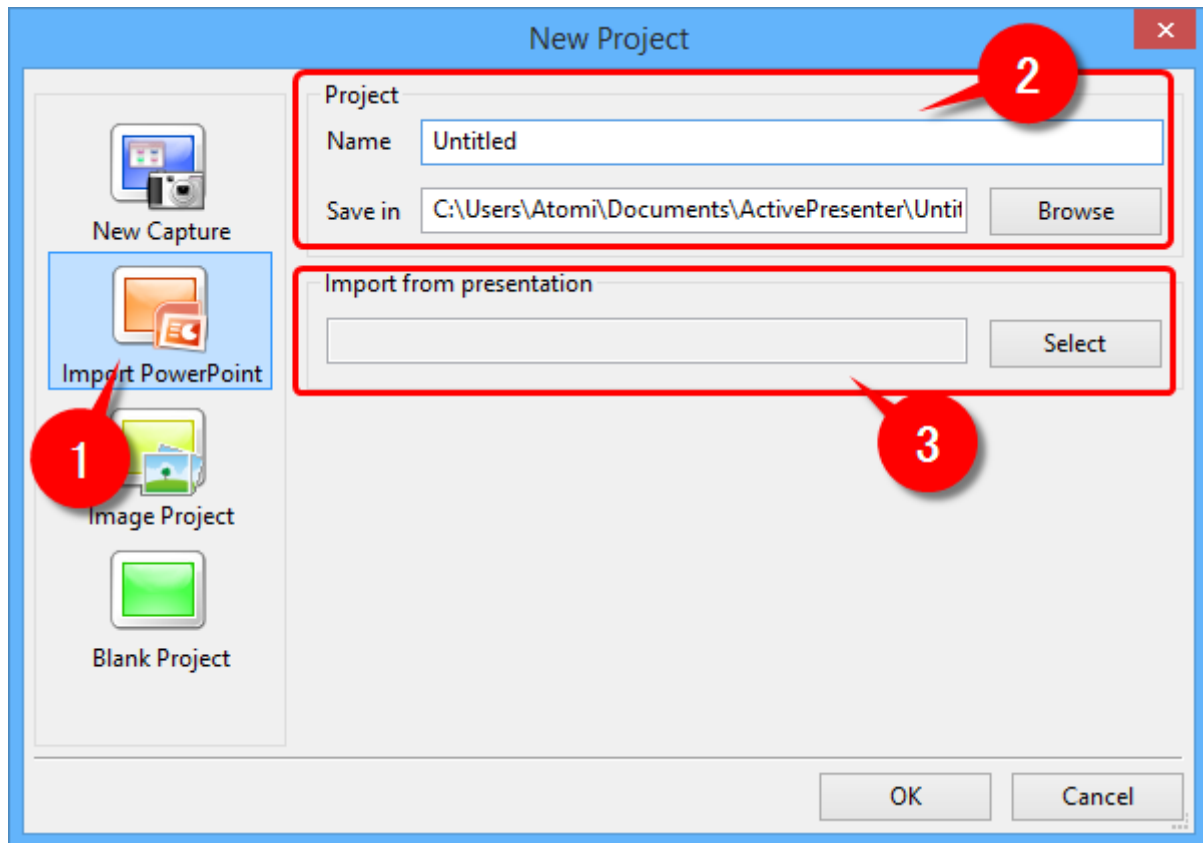 New Project
×
2
Project
Name Untitled
Save in C:\Users\Atomi\Documents\ActivePresenter\Untit Browse
New Capture
Import from presentation
Select
Import PowerPoint
1
3
Image Project
Blank Project
OK Cancel